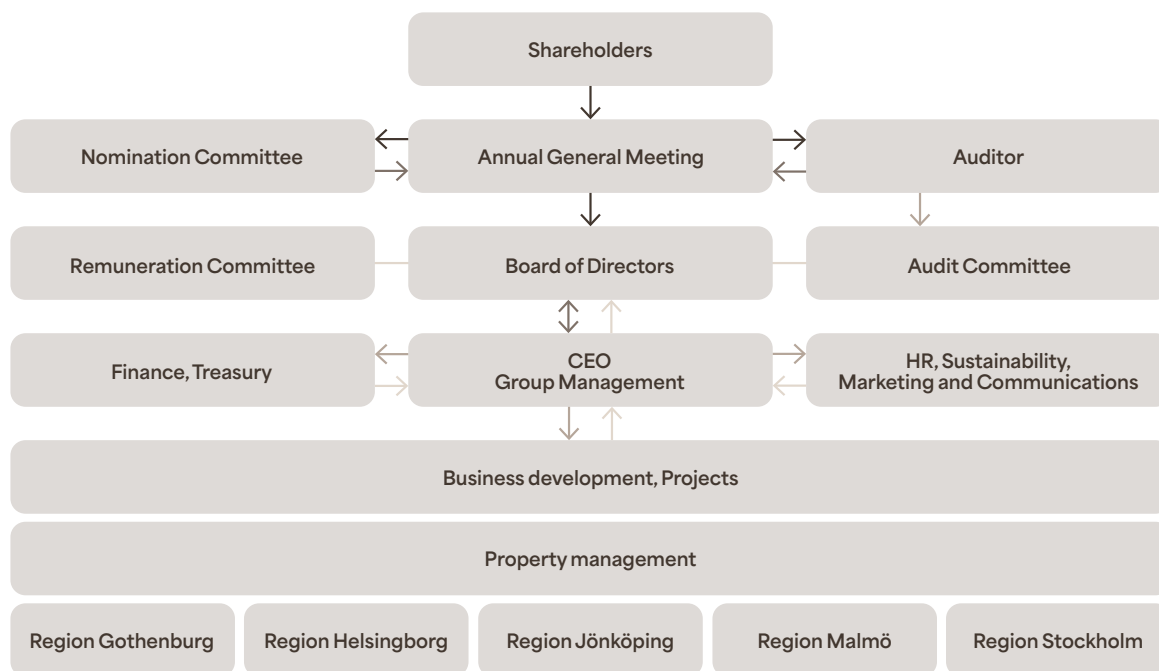 Shareholders
Nomination Committee
Annual General Meeting
Auditor
Remuneration Committee
Board of Directors
Audit Committee
Finance, Treasury
CEO
Group Management
HR, Sustainability,
Marketing and Communications
Business development, Projects
Property management
Region Gothenburg
Region Helsingborg
Region Jönköping
Region Malmö
Region Stockholm